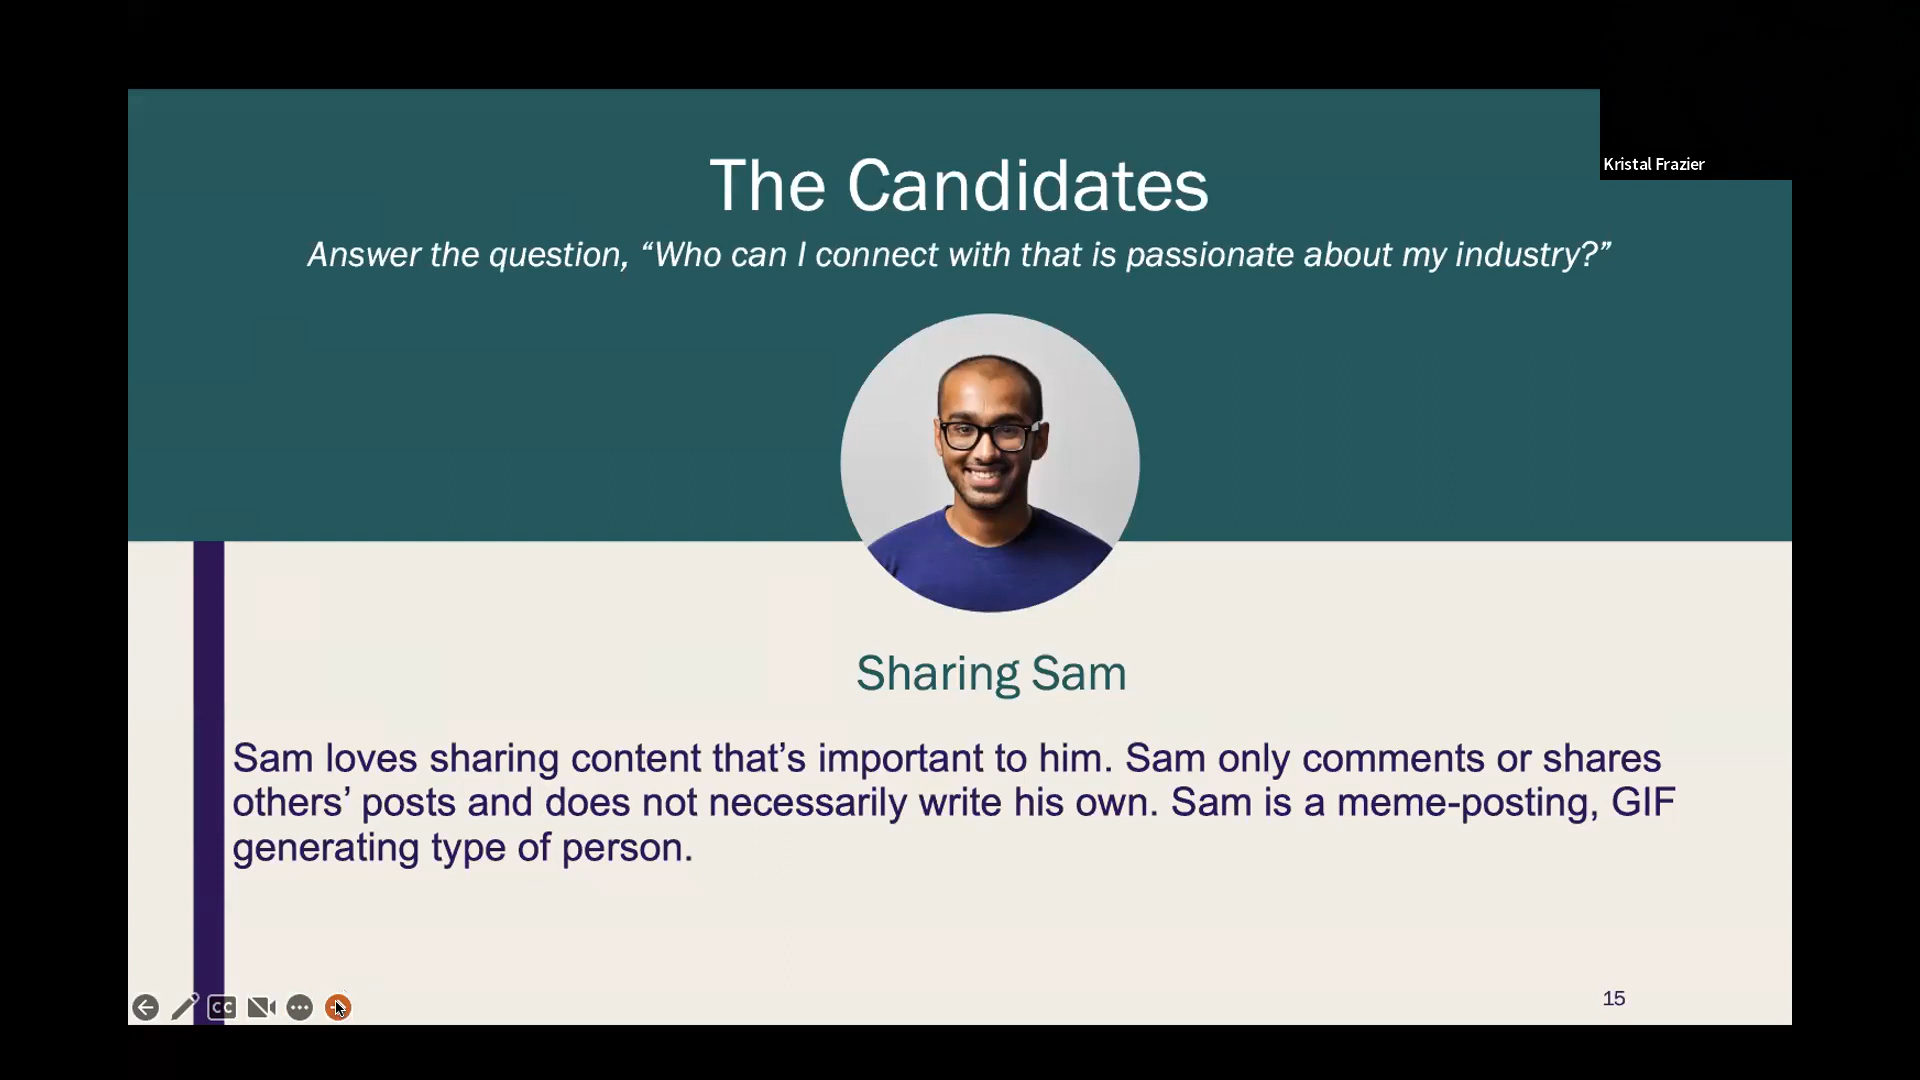 Kristal Frazier
The Candidates
Answer the question, “Who can I connect with that is passionate about my industry?”
Sharing Sam
Sam loves sharing content that’s important to him. Sam only comments or shares
others’ posts and does not necessarily write his own. Sam is a meme-posting, GIF
generating type of person.
CC
15